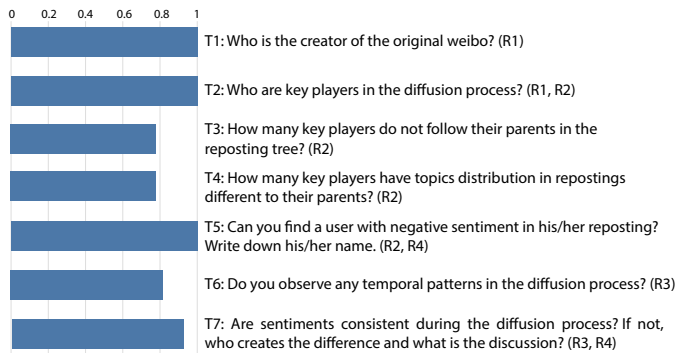 0 0.2 0.4 0.6 0.8 1
T1: Who is the creator of the original weibo? (R1)
T2: Who are key players in the diffusion process? (R1, R2)
T3: How many key players do not follow their parents in the
reposting tree? (R2)
T4: How many key players have topics distribution in repostings
different to their parents? (R2)
T5: Can you find a user with negative sentiment in his/her reposting?
Write down his/her name. (R2, R4)
T6: Do you observe any temporal patterns in the diffusion process? (R3)
T7: Are sentiments consistent during the diffusion process? If not,
who creates the difference and what is the discussion? (R3, R4)